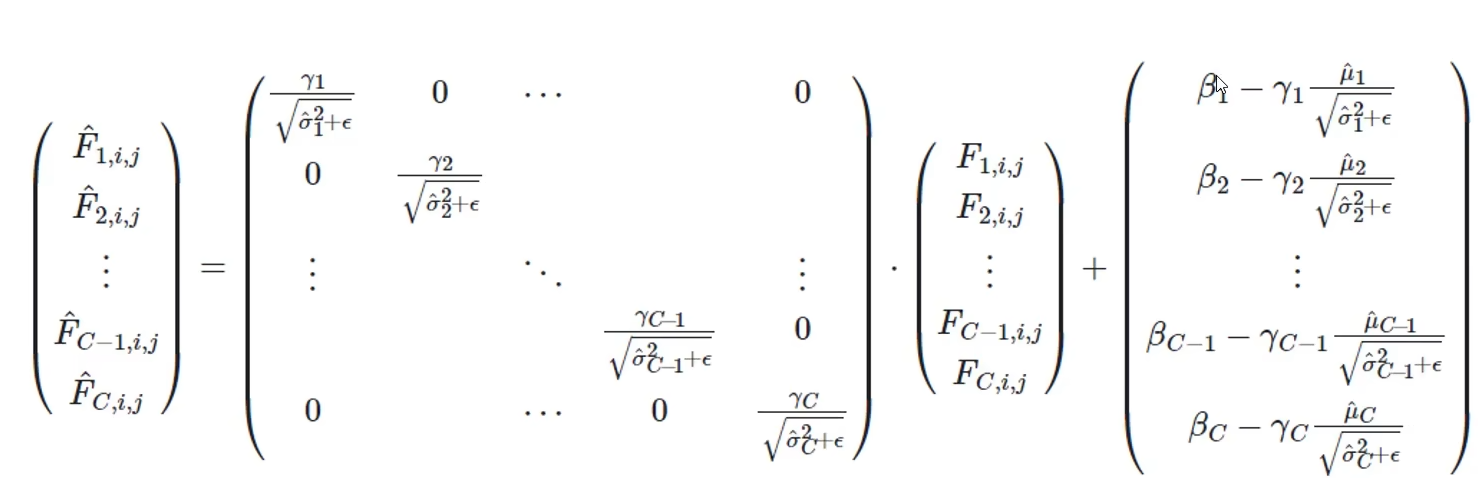 \begin{pmatrix} \hat{F}_{1,i,j} \\ \hat{F}_{2,i,j} \\ \vdots \\ \hat{F}_{C-1,i,j} \\ \hat{F}_{C,i,j} \end{pmatrix} = \begin{pmatrix} \frac{\gamma_1}{\sqrt{\hat{\sigma}_1^2+\epsilon}} & 0 & \cdots & & 0 \\ 0 & \frac{\gamma_2}{\sqrt{\hat{\sigma}_2^2+\epsilon}} & & & \\ \vdots & & \ddots & & \vdots \\ & & & \frac{\gamma_{C-1}}{\sqrt{\hat{\sigma}_{C-1}^2+\epsilon}} & 0 \\ 0 & & \cdots & 0 & \frac{\gamma_C}{\sqrt{\hat{\sigma}_C^2+\epsilon}} \end{pmatrix} \cdot \begin{pmatrix} F_{1,i,j} \\ F_{2,i,j} \\ \vdots \\ F_{C-1,i,j} \\ F_{C,i,j} \end{pmatrix} + \begin{pmatrix} \beta_1 - \gamma_1 \frac{\hat{\mu}_1}{\sqrt{\hat{\sigma}_1^2+\epsilon}} \\ \beta_2 - \gamma_2 \frac{\hat{\mu}_2}{\sqrt{\hat{\sigma}_2^2+\epsilon}} \\ \vdots \\ \beta_{C-1} - \gamma_{C-1} \frac{\hat{\mu}_{C-1}}{\sqrt{\hat{\sigma}_{C-1}^2+\epsilon}} \\ \beta_C - \gamma_C \frac{\hat{\mu}_C}{\sqrt{\hat{\sigma}_C^2+\epsilon}} \end{pmatrix}